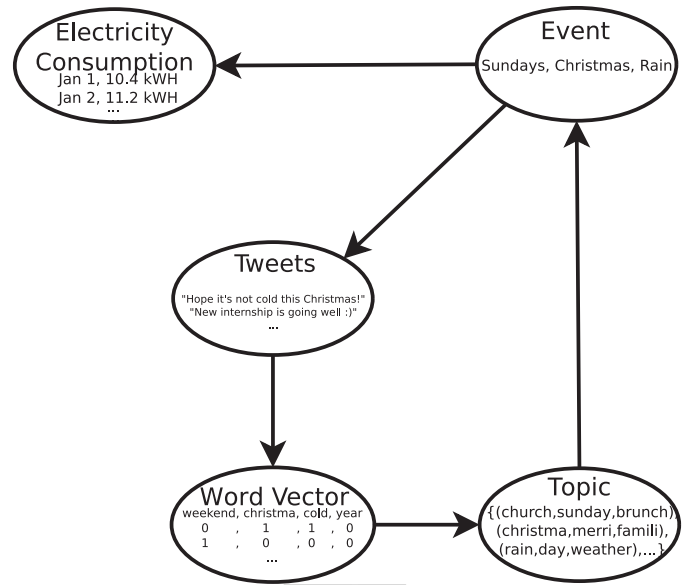 Electricity
Consumption
Jan 1, 10.4 kWH
Jan 2, 11.2 kWH
...
Event
Sundays, Christmas, Rain
Tweets
"Hope it's not cold this Christmas!"
"New internship is going well :)"
...
Word Vector
weekend, christma, cold, year
0 , 1 , 1 , 0
1 , 0 , 0 , 0
...
Topic
{(church,sunday,brunch),
(christma,merri,famili),
(rain,day,weather),...}